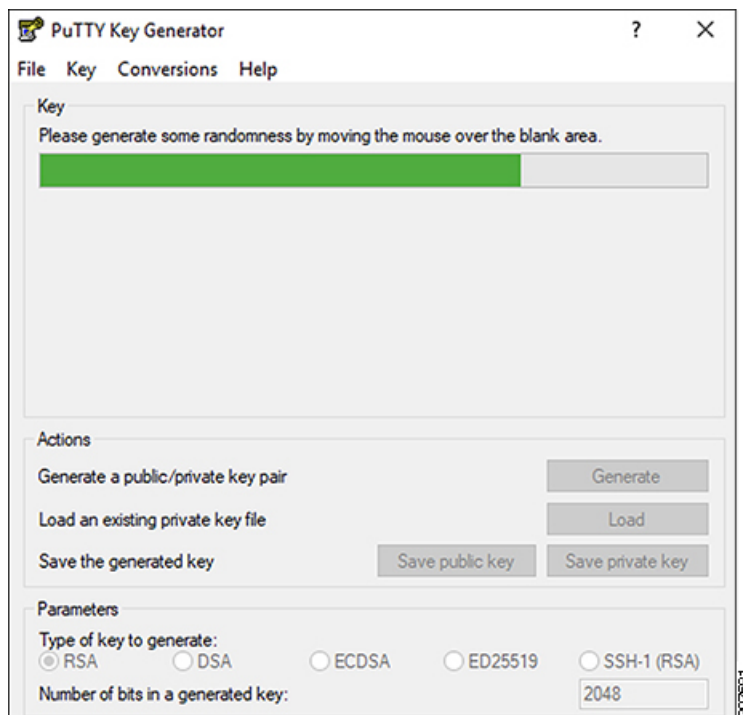 PuTTY Key Generator ? ×
File Key Conversions Help
Key
Please generate some randomness by moving the mouse over the blank area.
Actions
Generate a public/private key pair Generate
Load an existing private key file Load
Save the generated key Save public key Save private key
Parameters
Type of key to generate:
RSA DSA ECDSA ED25519 SSH-1 (RSA)
Number of bits in a generated key: 2048